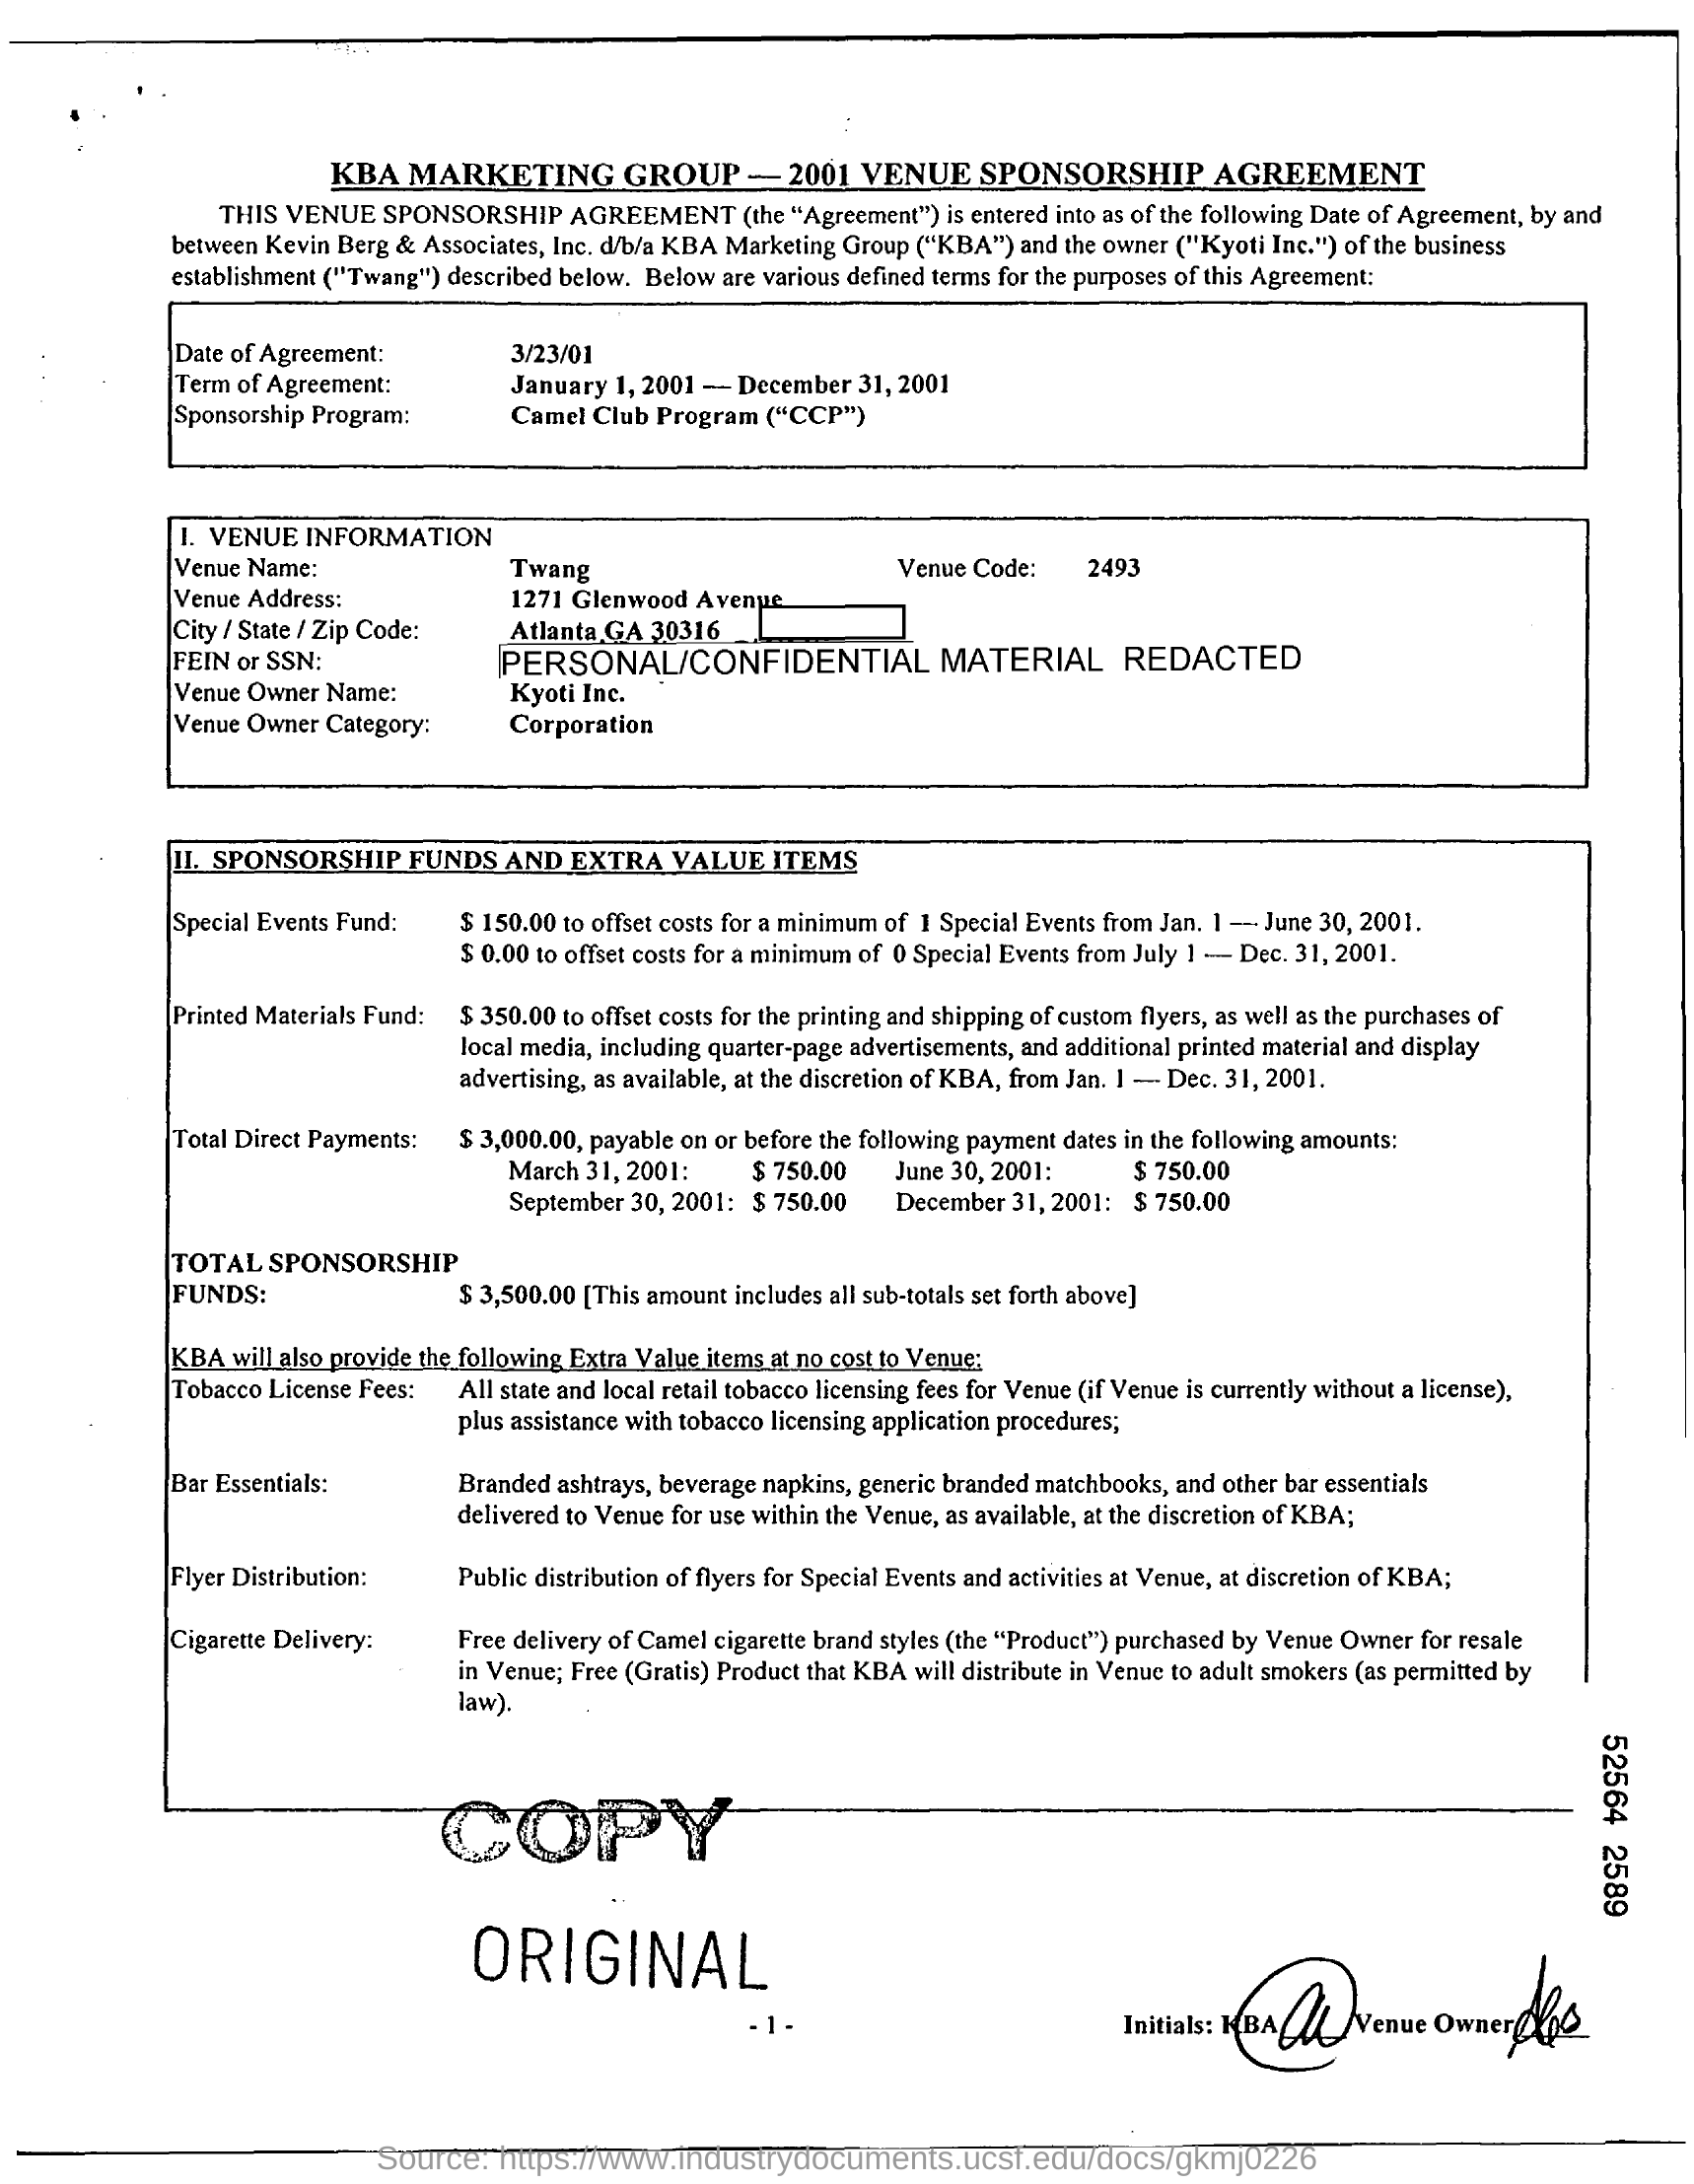 KBA MARKETING GROUP — 2001 VENUE SPONSORSHIP AGREEMENT
THIS VENUE SPONSORSHIP AGREEMENT (the “Agreement”) is entered into as of the following Date of Agreement, by and
between Kevin Berg & Associates, Inc. d/b/a KBA Marketing Group (“KBA”) and the owner ("Kyoti Inc.") of the business
establishment ("Twang") described below. Below are various defined terms for the purposes of this Agreement:
Date of Agreement: 3/23/01
Term of Agreement: January 1, 2001 — December 31, 2001
Sponsorship Program: Camel Club Program (“CCP”)
I. VENUE INFORMATION
Venue Name: Twang Venue Code: 2493
Venue Address: 1271 Glenwood Avenue
City / State / Zip Code: Atlanta,GA 30316
FEIN or SSN: PERSONAL/CONFIDENTIAL MATERIAL REDACTED
Venue Owner Name: Kyoti Inc.
Venue Owner Category: Corporation
II. SPONSORSHIP FUNDS AND EXTRA VALUE ITEMS
Special Events Fund: $ 150.00 to offset costs for a minimum of 1 Special Events from Jan. 1 — June 30, 2001.
$ 0.00 to offset costs for a minimum of 0 Special Events from July 1 — Dec. 31, 2001.
Printed Materials Fund: $ 350.00 to offset costs for the printing and shipping of custom flyers, as well as the purchases of
local media, including quarter-page advertisements, and additional printed material and display
advertising, as available, at the discretion of KBA, from Jan. 1 — Dec. 31, 2001.
Total Direct Payments: $ 3,000.00, payable on or before the following payment dates in the following amounts:
March 31, 2001: $ 750.00 June 30, 2001: $ 750.00
September 30, 2001: $ 750.00 December 31, 2001: $ 750.00
TOTAL SPONSORSHIP
FUNDS: $ 3,500.00 [This amount includes all sub-totals set forth above]
KBA will also provide the following Extra Value items at no cost to Venue:
Tobacco License Fees: All state and local retail tobacco licensing fees for Venue (if Venue is currently without a license),
plus assistance with tobacco licensing application procedures;
Bar Essentials: Branded ashtrays, beverage napkins, generic branded matchbooks, and other bar essentials
delivered to Venue for use within the Venue, as available, at the discretion of KBA;
Flyer Distribution: Public distribution of flyers for Special Events and activities at Venue, at discretion of KBA;
Cigarette Delivery: Free delivery of Camel cigarette brand styles (the “Product”) purchased by Venue Owner for resale
in Venue; Free (Gratis) Product that KBA will distribute in Venue to adult smokers (as permitted by
law).
52564 2589
COPY
ORIGINAL
- 1 -
Initials: KBA Venue Owner
Source: https://www.industrydocuments.ucsf.edu/docs/gkmj0226